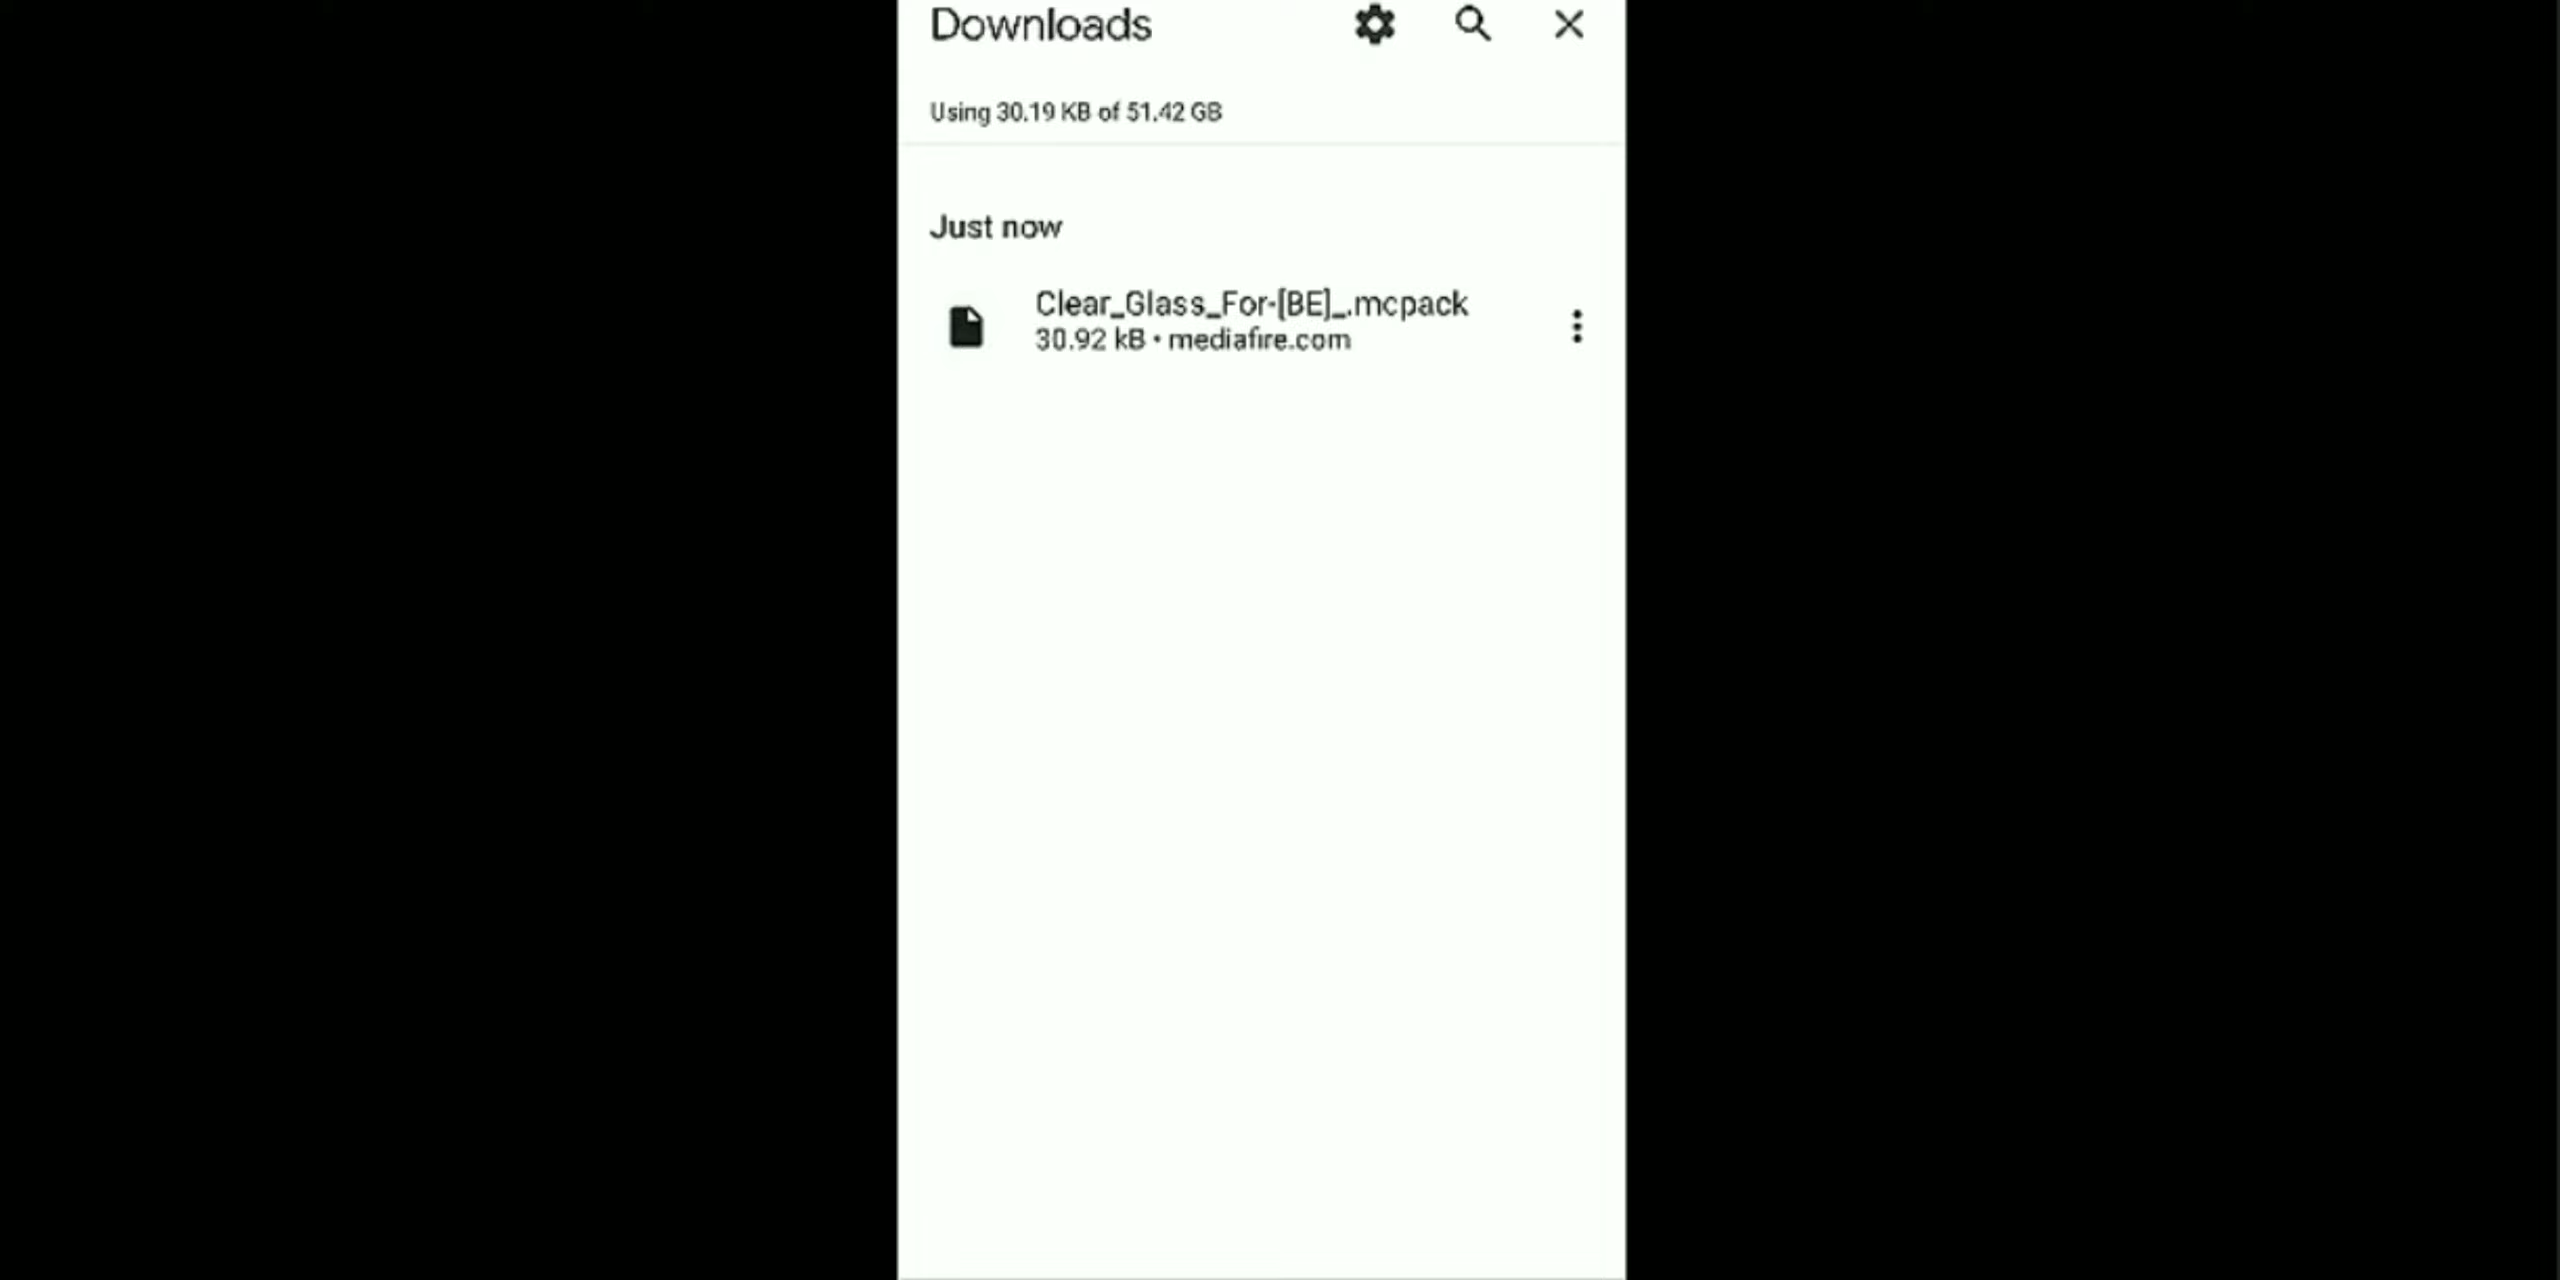 Downloads
Using 30.19 KB of 51.42 GB
Just now
Clear_Glass_For-[BE]_.mcpack
30.92 kB • mediafire.com